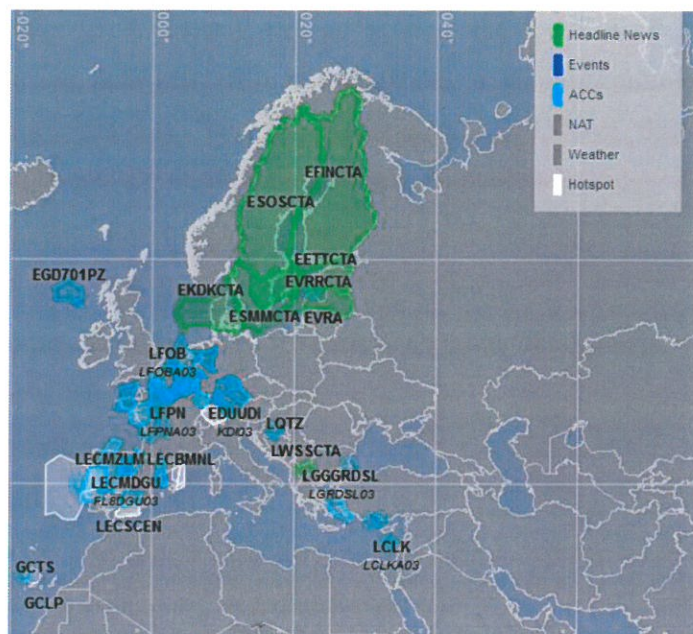 -020°
000°
020°
040°
Headline News
Events
ACCs
NAT
Weather
Hotspot
EFINCTA
ESOSCTA
EETTCTA
EGD701PZ
EKDKCTA
EVRRCTA
ESMMCTA
EVRA
LFOB
LFOBA03
LFPN
EDUUDI
LFPNA03
KDI03
LQTZ
LWSSCTA
LECMZLM
LECBMNL
LECMDGU
LGGGRDSL
FL8DGU03
LGRDSL03
LECSCEN
LCLK
LCLKA03
GCTS
GCLP